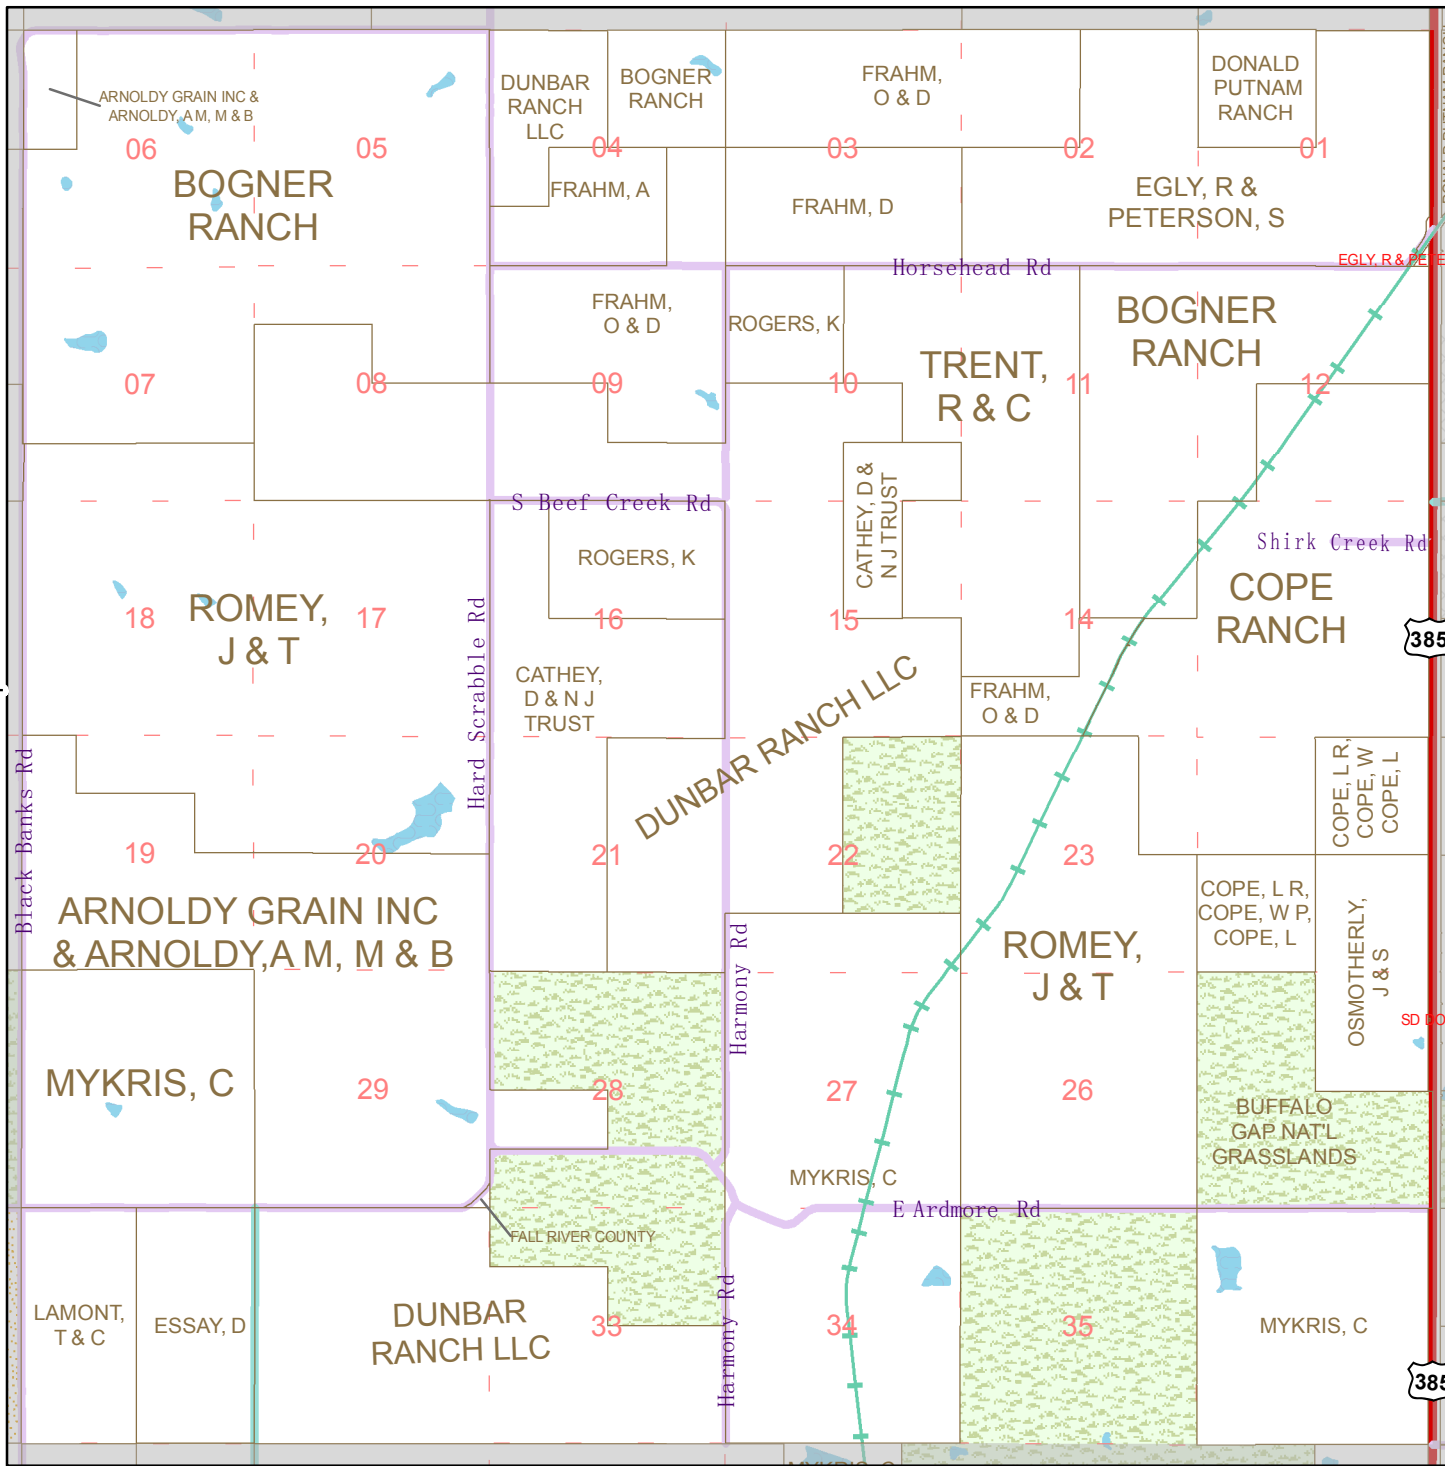 ARNOLDY GRAIN INC &
ARNOLDY, A M, M & B
06
05
BOGNER
RANCH
DUNBAR
RANCH
LLC
BOGNER
RANCH
04
FRAHM, A
FRAHM,
O & D
03
FRAHM, D
02
DONALD
PUTNAM
RANCH
01
EGLY, R &
PETERSON, S
Horsehead Rd
EGLY, R & PETE
07
08
FRAHM,
O & D
09
ROGERS, K
10
TRENT,
R & C
11
BOGNER
RANCH
12
S Beef Creek Rd
CATHEY, D &
N J TRUST
Shirk Creek Rd
18
ROMEY,
J & T
17
Hard Scrabble Rd
ROGERS, K
16
15
14
COPE
RANCH
385
CATHEY,
D & N J
TRUST
DUNBAR RANCH LLC
FRAHM,
O & D
Black Banks Rd
19
20
21
22
23
COPE, L R,
COPE, W
COPE, L
ARNOLDY GRAIN INC
& ARNOLDY, A M, M & B
Harmony Rd
ROMEY,
J & T
COPE, L R,
COPE, W P,
COPE, L
OSMOTHERLY,
J & S
SD DO
MYKRIS, C
29
28
27
26
BUFFALO
GAP NAT'L
GRASSLANDS
MYKRIS, C
E Ardmore Rd
FALL RIVER COUNTY
LAMONT,
T & C
ESSAY, D
DUNBAR
RANCH LLC
33
Harmony Rd
34
35
MYKRIS, C
385